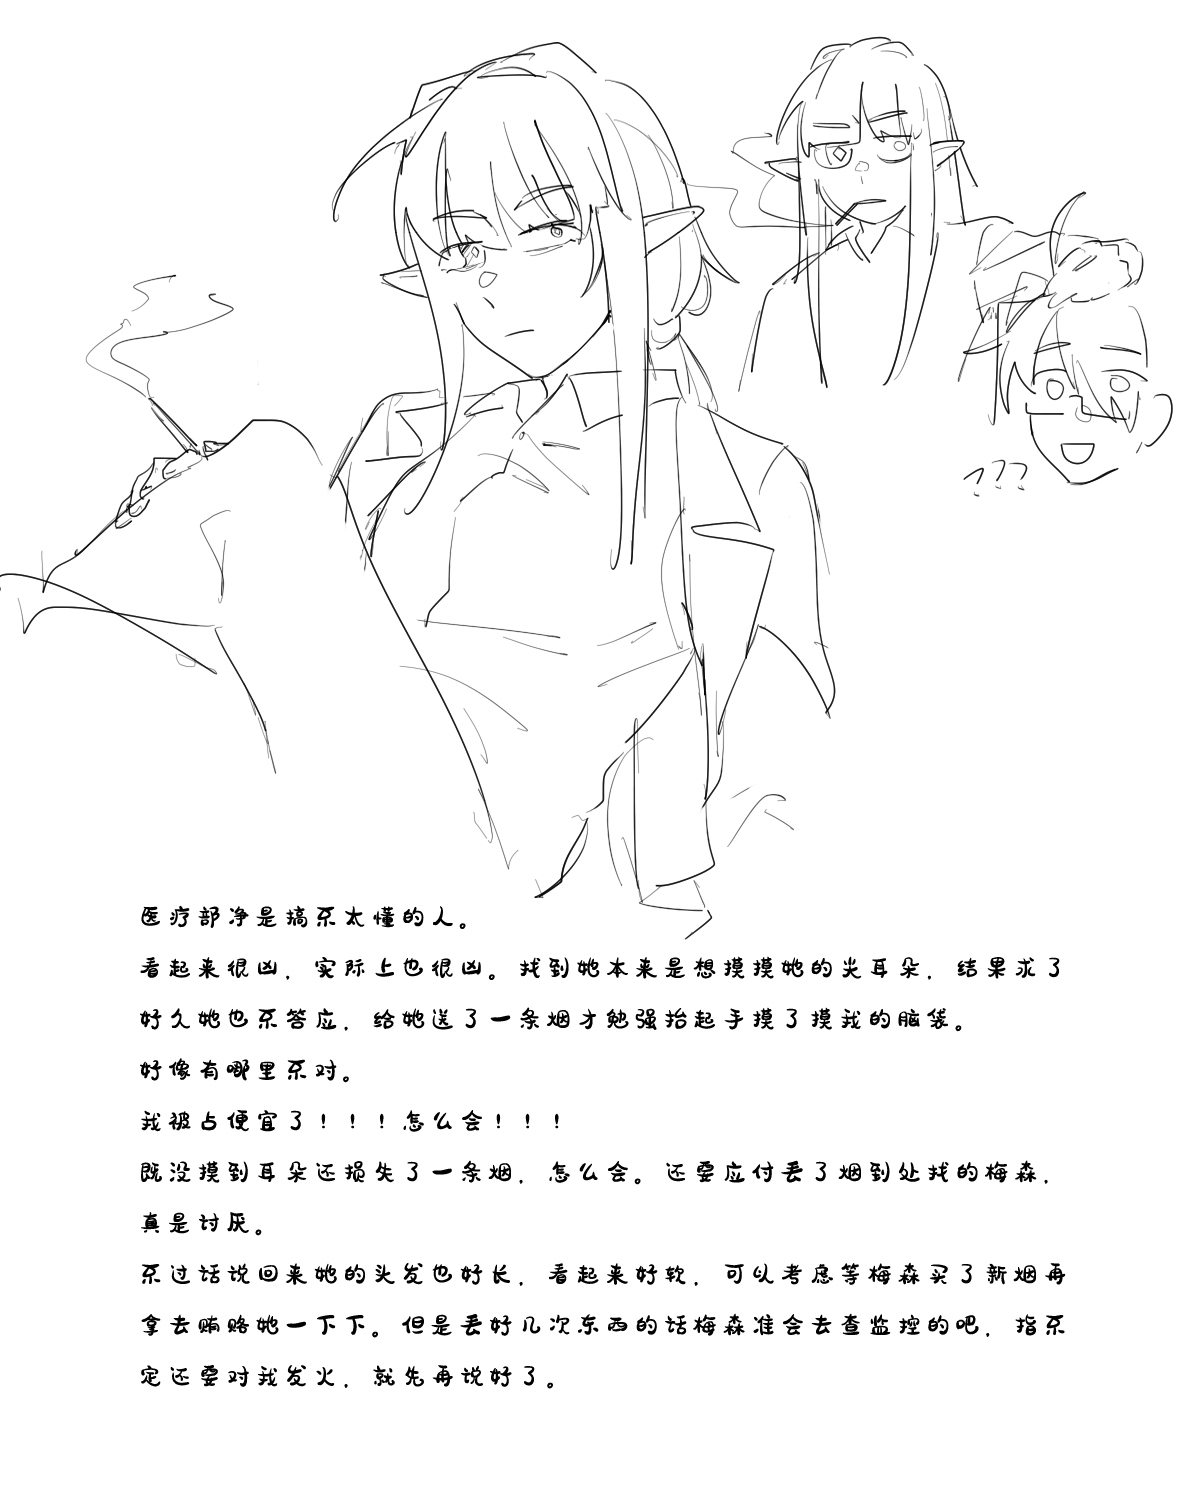 ???
医疗部净是搞不太懂的人。
看起来很凶，实际上也很凶。找到她本来是想摸摸她的尖耳朵，结果求了
好久她也不答应，给她送了一条烟才勉强抬起手摸了摸我的脑袋。
好像有哪里不对。
我被占便宜了！！！怎么会！！！
既没摸到耳朵还损失了一条烟，怎么会。还要应付丢了烟到处找的梅森，
真是讨厌。
不过话说回来她的头发也好长，看起来好软，可以考虑等梅森买了新烟再
拿去贿赂她一下下。但是丢好几次东西的话梅森准会去查监控的吧，指不
定还要对我发火，就先再说好了。